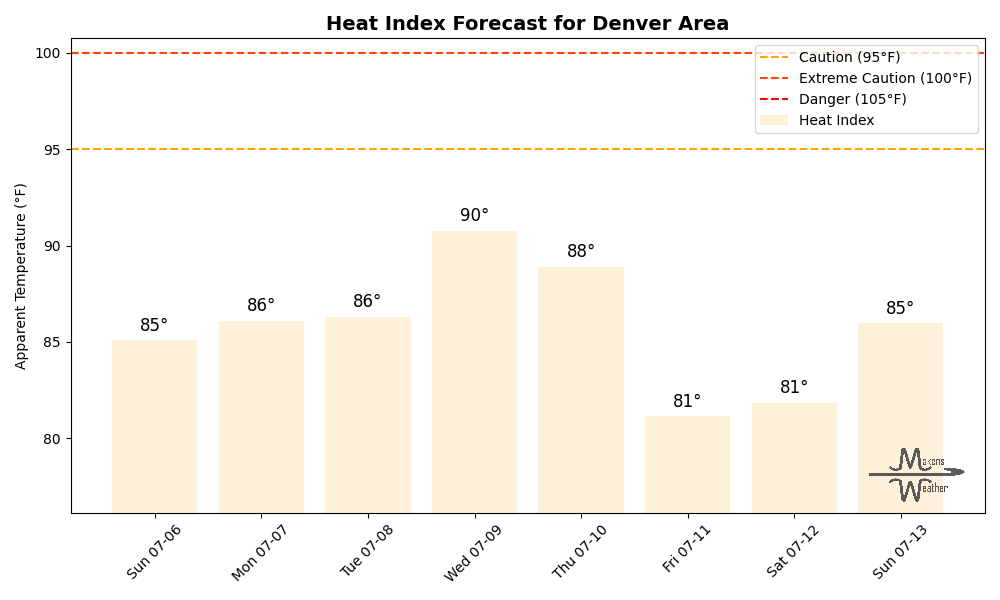 Heat Index Forecast for Denver Area
Apparent Temperature (°F)
100
95
90
85
80
Caution (95°F)
Extreme Caution (100°F)
Danger (105°F)
Heat Index
85°
86°
86°
90°
88°
81°
81°
85°
Sun 07-06
Mon 07-07
Tue 07-08
Wed 07-09
Thu 07-10
Fri 07-11
Sat 07-12
Sun 07-13